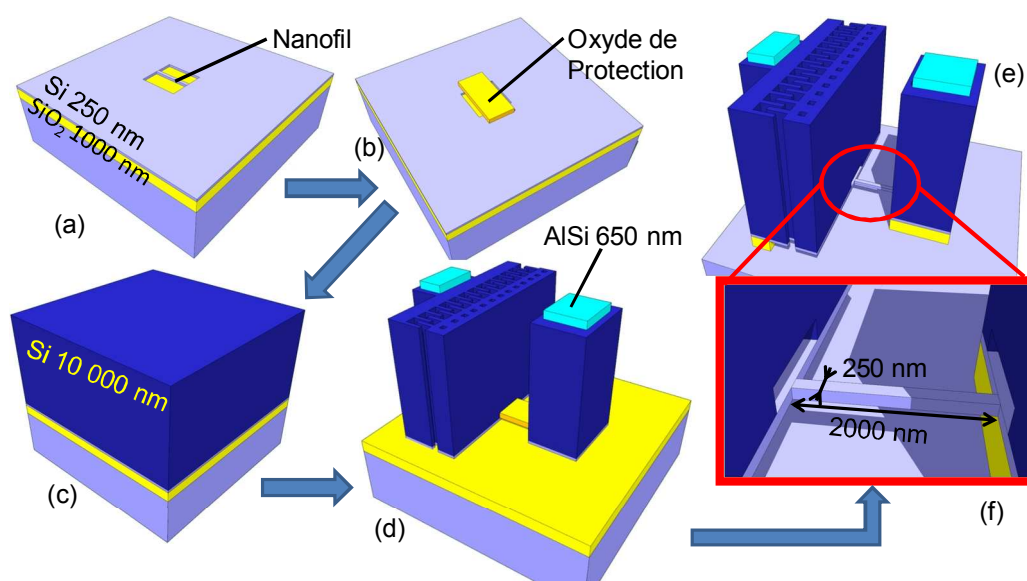 Nanofil
Si 250 nm
SiO₂ 1000 nm
(a)
Oxyde de
Protection
(b)
Si 10 000 nm
(c)
AlSi 650 nm
(d)
(e)
250 nm
2000 nm
(f)